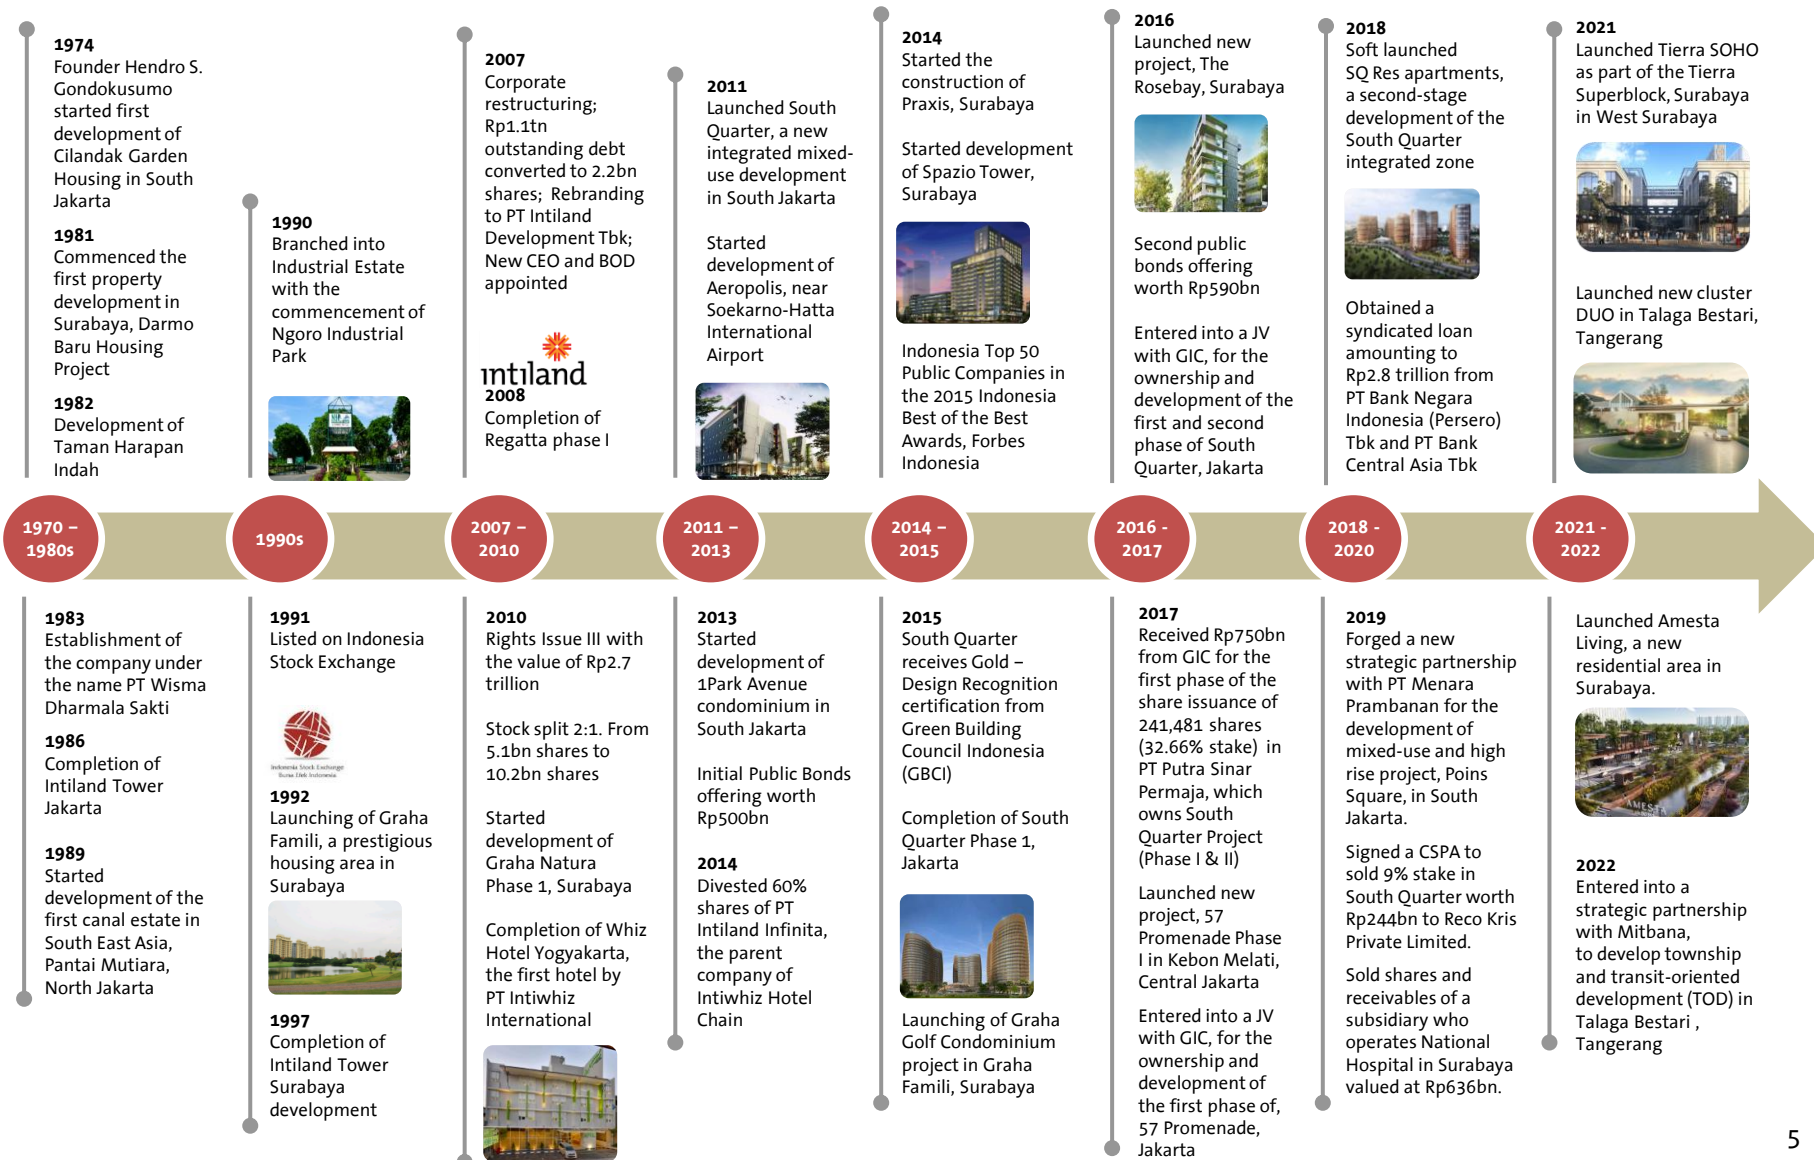 1974
Founder Hendro S.
Gondokusumo
started first
development of
Cilandak Garden
Housing in South
Jakarta
1981
Commenced the
first property
development in
Surabaya, Darmo
Baru Housing
Project
1982
Development of
Taman Harapan
Indah
1990
Branched into
Industrial Estate
with the
commencement of
Ngoro Industrial
Park
2007
Corporate
restructuring;
Rp1.1tn
outstanding debt
converted to 2.2bn
shares; Rebranding
to PT Intiland
Development Tbk;
New CEO and BOD
appointed
ıntıland
2008
Completion of
Regatta phase I
2011
Launched South
Quarter, a new
integrated mixed-
use development
in South Jakarta
Started
development of
Aeropolis, near
Soekarno-Hatta
International
Airport
2014
Started the
construction of
Praxis, Surabaya
Started development
of Spazio Tower,
Surabaya
Indonesia Top 50
Public Companies in
the 2015 Indonesia
Best of the Best
Awards, Forbes
Indonesia
2016
Launched new
project, The
Rosebay, Surabaya
Second public
bonds offering
worth Rp590bn
Entered into a JV
with GIC, for the
ownership and
development of the
first and second
phase of South
Quarter, Jakarta
2018
Soft launched
SQ Res apartments,
a second-stage
development of the
South Quarter
integrated zone
Obtained a
syndicated loan
amounting to
Rp2.8 trillion from
PT Bank Negara
Indonesia (Persero)
Tbk and PT Bank
Central Asia Tbk
2021
Launched Tierra SOHO
as part of the Tierra
Superblock, Surabaya
in West Surabaya
Launched new cluster
DUO in Talaga Bestari,
Tangerang
1970 –
1980s
1990s
2007 –
2010
2011 –
2013
2014 –
2015
2016 -
2017
2018 -
2020
2021 -
2022
1983
Establishment of
the company under
the name PT Wisma
Dharmala Sakti
1986
Completion of
Intiland Tower
Jakarta
1989
Started
development of the
first canal estate in
South East Asia,
Pantai Mutiara,
North Jakarta
1991
Listed on Indonesia
Stock Exchange
Indonesia Stock Exchange
Bursa Efek Indonesia
1992
Launching of Graha
Famili, a prestigious
housing area in
Surabaya
1997
Completion of
Intiland Tower
Surabaya
development
2010
Rights Issue III with
the value of Rp2.7
trillion
Stock split 2:1. From
5.1bn shares to
10.2bn shares
Started
development of
Graha Natura
Phase 1, Surabaya
Completion of Whiz
Hotel Yogyakarta,
the first hotel by
PT Intiwhiz
International
2013
Started
development of
1Park Avenue
condominium in
South Jakarta
Initial Public Bonds
offering worth
Rp500bn
2014
Divested 60%
shares of PT
Intiland Infinita,
the parent
company of
Intiwhiz Hotel
Chain
2015
South Quarter
receives Gold –
Design Recognition
certification from
Green Building
Council Indonesia
(GBCI)
Completion of South
Quarter Phase 1,
Jakarta
Launching of Graha
Golf Condominium
project in Graha
Famili, Surabaya
2017
Received Rp750bn
from GIC for the
first phase of the
share issuance of
241,481 shares
(32.66% stake) in
PT Putra Sinar
Permaja, which
owns South
Quarter Project
(Phase I & II)
Launched new
project, 57
Promenade Phase
I in Kebon Melati,
Central Jakarta
Entered into a JV
with GIC, for the
ownership and
development of
the first phase of,
57 Promenade,
Jakarta
2019
Forged a new
strategic partnership
with PT Menara
Prambanan for the
development of
mixed-use and high
rise project, Poins
Square, in South
Jakarta.
Signed a CSPA to
sold 9% stake in
South Quarter worth
Rp244bn to Reco Kris
Private Limited.
Sold shares and
receivables of a
subsidiary who
operates National
Hospital in Surabaya
valued at Rp636bn.
Launched Amesta
Living, a new
residential area in
Surabaya.
AMESTA
2022
Entered into a
strategic partnership
with Mitbana,
to develop township
and transit-oriented
development (TOD) in
Talaga Bestari ,
Tangerang
5